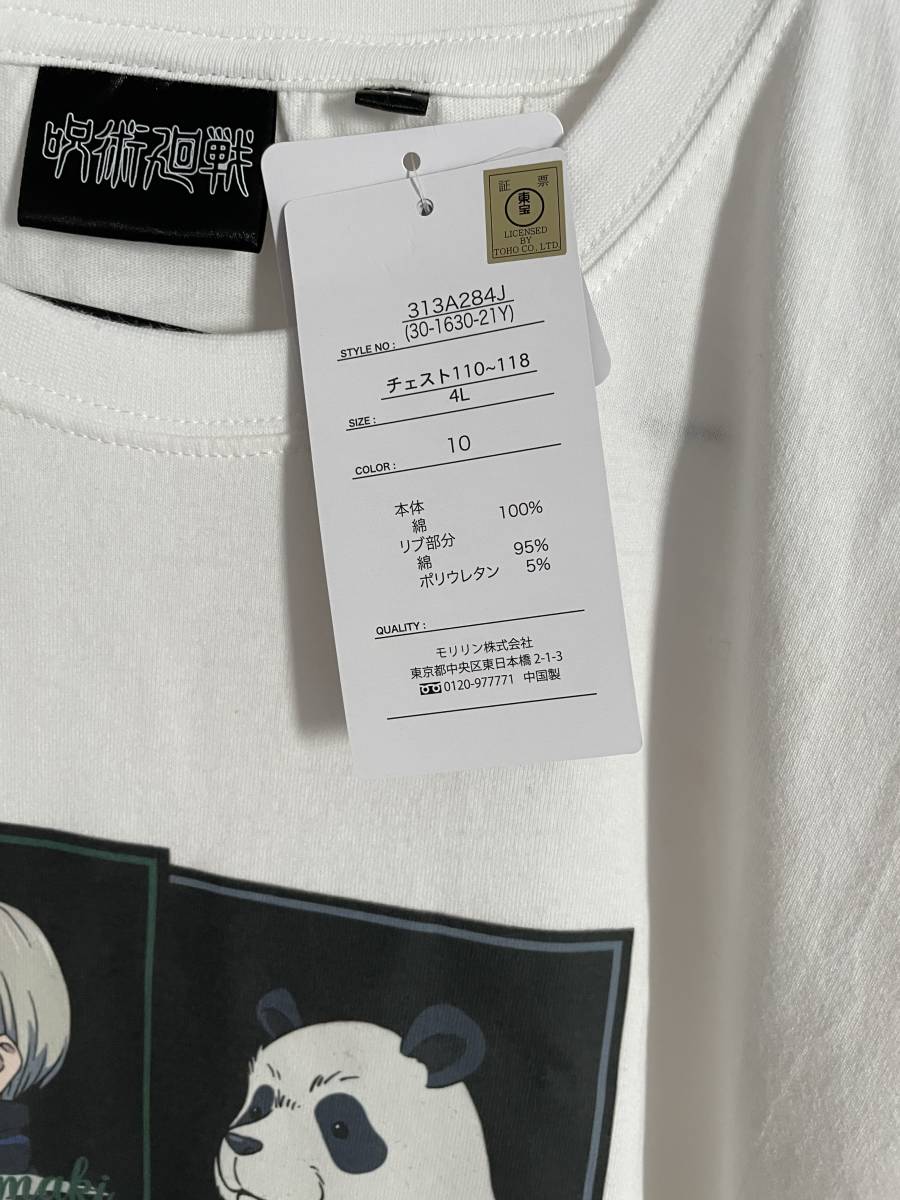 呪術廻戦
証 票
東宝
LICENSED
BY
TOHO CO., LTD
313A284J
STYLE NO : (30-1630-21Y)
チェスト110~118
SIZE : 4L
COLOR : 10
本体
綿 100%
リブ部分
綿 95%
ポリウレタン 5%
QUALITY :
モリリン株式会社
東京都中央区東日本橋 2-1-3
0120-977771 中国製
maki